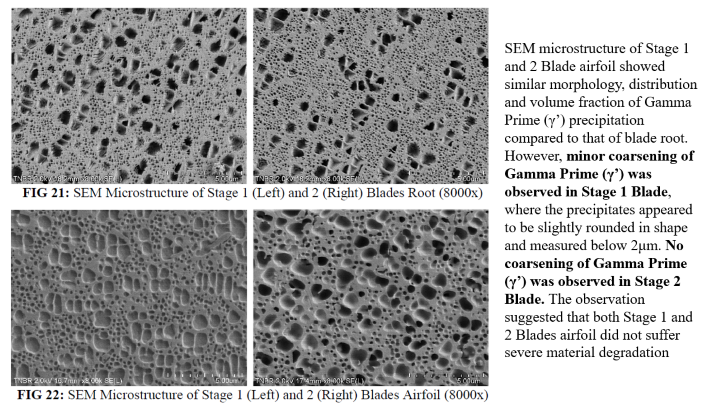 TNBR 2.0kV x8.00k SE(L) 5.00um
TNBR 2.0kV x8.00k SE(L) 5.00um
FIG 21: SEM Microstructure of Stage 1 (Left) and 2 (Right) Blades Root (8000x)
TNBR 2.0kV x8.00k SE(L) 5.00um
TNBR 2.0kV x8.00k SE(L) 5.00um
FIG 22: SEM Microstructure of Stage 1 (Left) and 2 (Right) Blades Airfoil (8000x)
SEM microstructure of Stage 1
and 2 Blade airfoil showed
similar morphology, distribution
and volume fraction of Gamma
Prime (γ’) precipitation
compared to that of blade root.
However, minor coarsening of
Gamma Prime (γ’) was
observed in Stage 1 Blade,
where the precipitates appeared
to be slightly rounded in shape
and measured below 2μm. No
coarsening of Gamma Prime
(γ’) was observed in Stage 2
Blade. The observation
suggested that both Stage 1 and
2 Blades airfoil did not suffer
severe material degradation